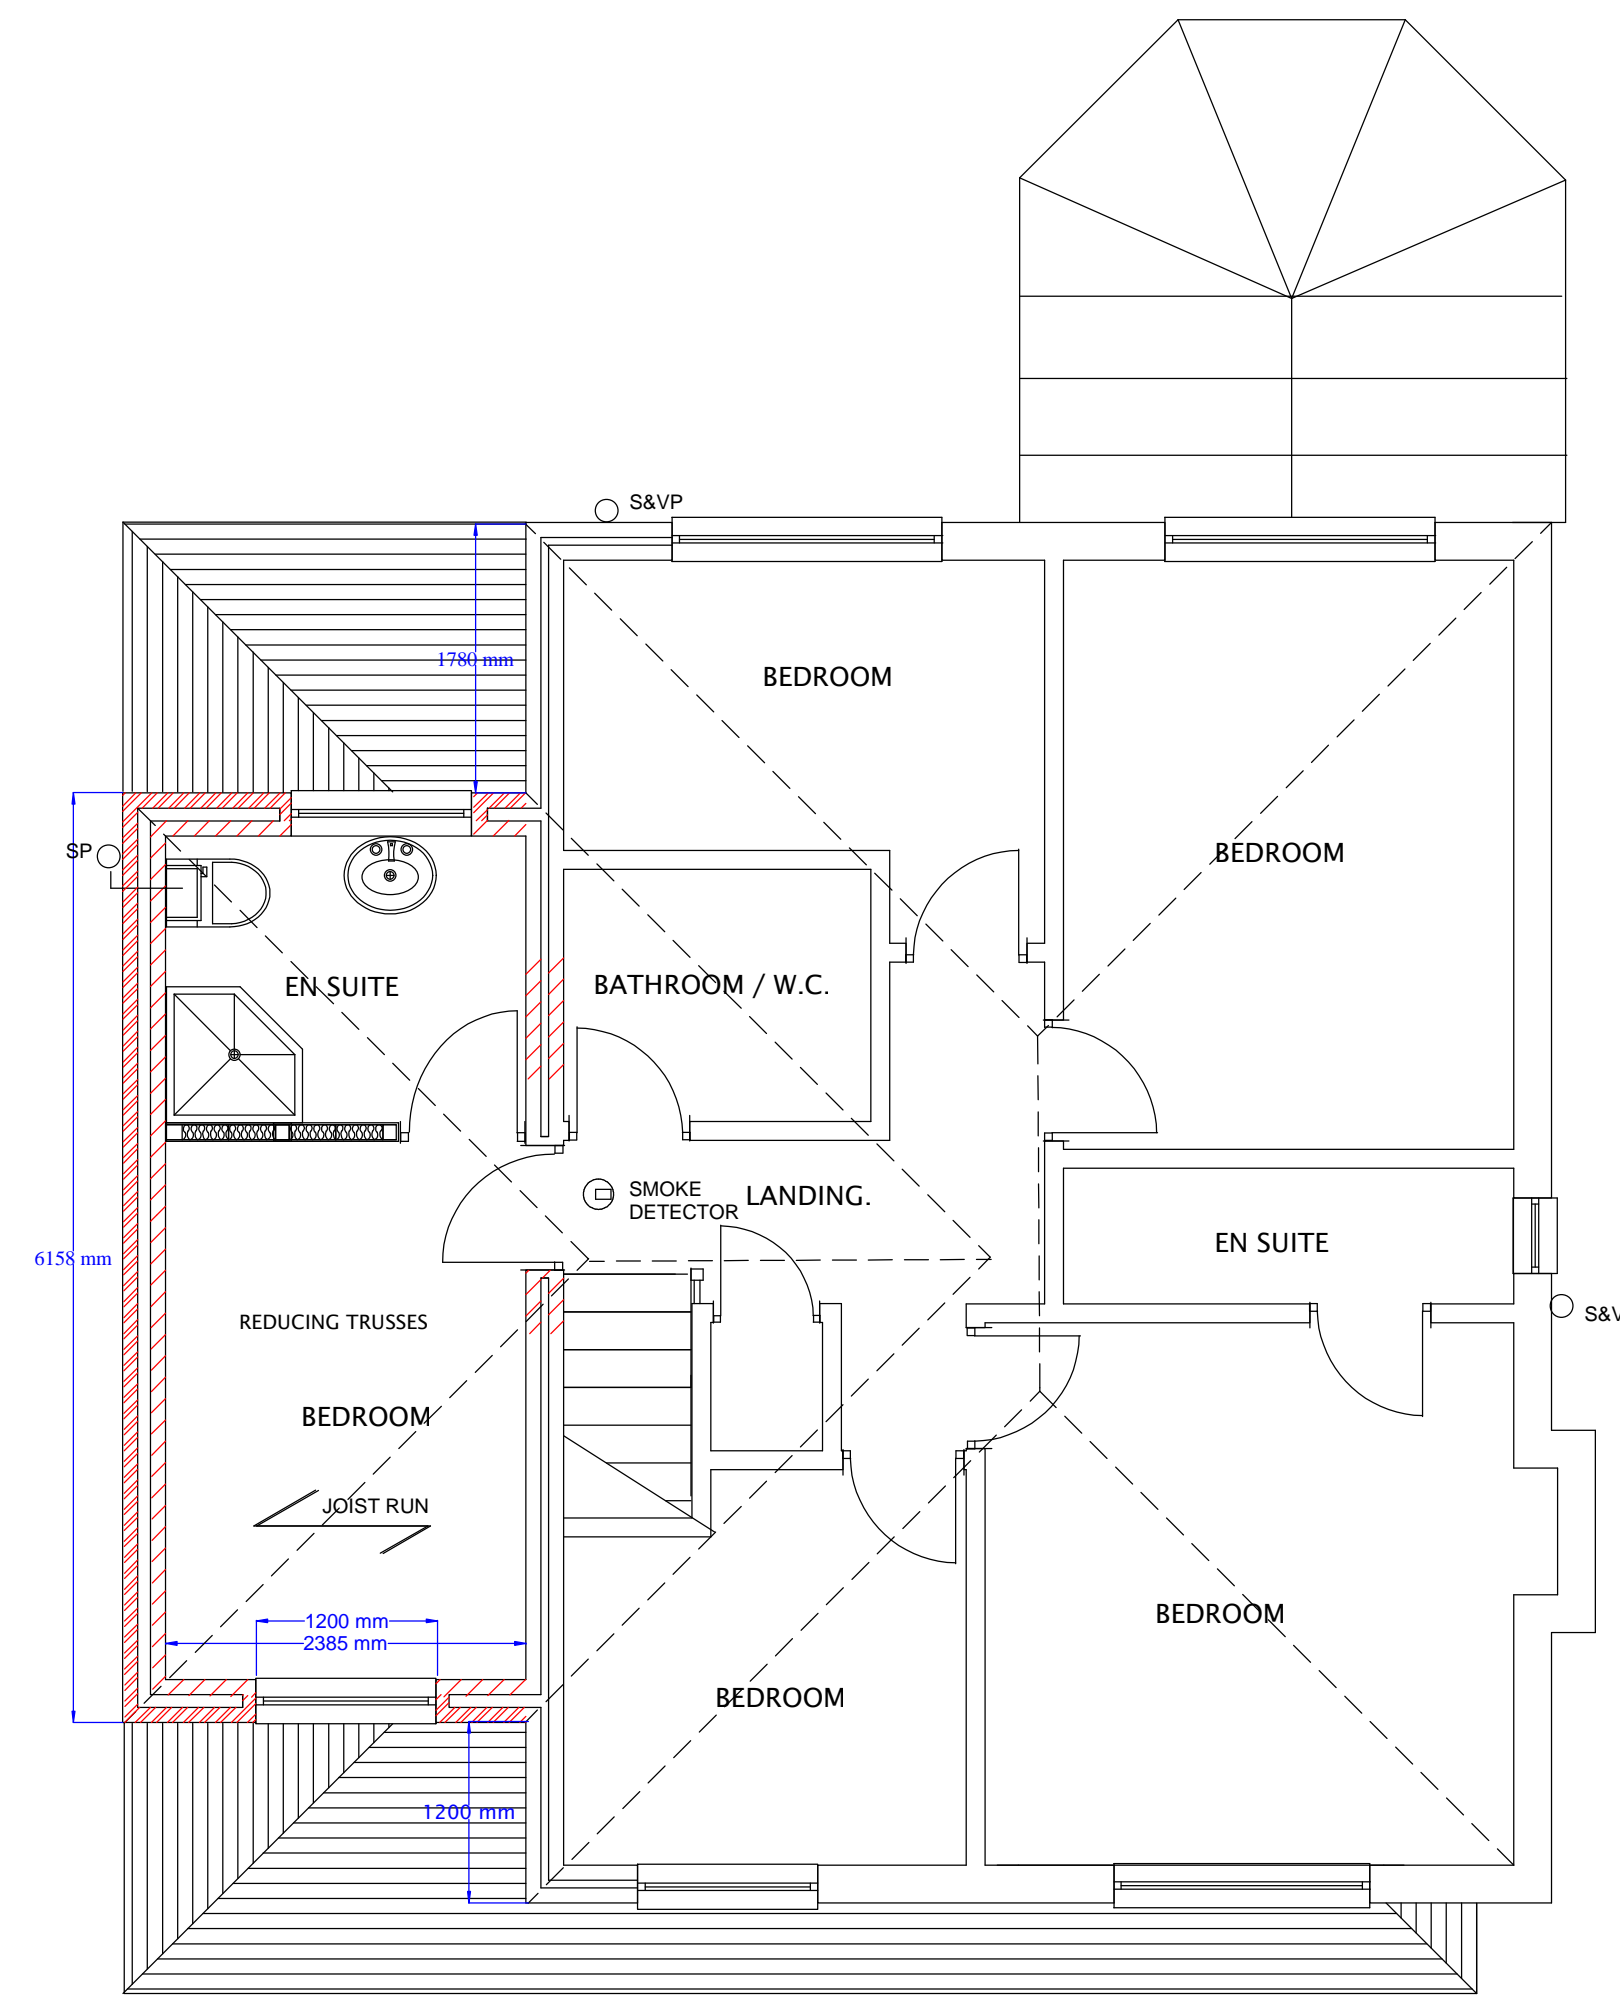 S&VP
1780 mm
BEDROOM
SP
BEDROOM
EN SUITE
BATHROOM / W.C.
SMOKE
DETECTOR
LANDING.
EN SUITE
6158 mm
S&V
REDUCING TRUSSES
BEDROOM
JOIST RUN
1200 mm
2385 mm
BEDROOM
BEDROOM
1200 mm